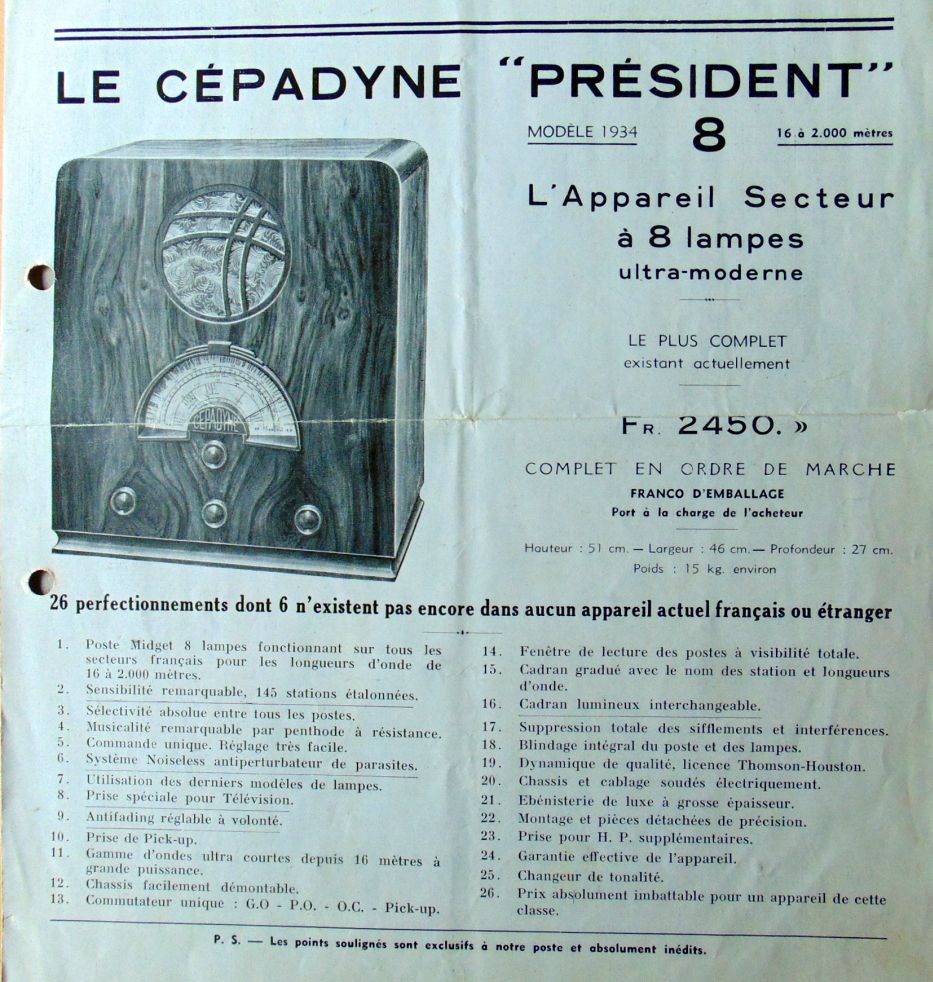 LE CÉPADYNE "PRÉSIDENT"
MODÈLE 1934
8
16 à 2.000 mètres
L'Appareil Secteur
à 8 lampes
ultra-moderne
LE PLUS COMPLET
existant actuellement
FR. 2450. »
COMPLET EN ORDRE DE MARCHE
FRANCO D'EMBALLAGE
Port à la charge de l'acheteur
Hauteur : 51 cm. — Largeur : 46 cm. — Profondeur : 27 cm.
Poids : 15 kg. environ
CÉPADYNE
26 perfectionnements dont 6 n'existent pas encore dans aucun appareil actuel français ou étranger
1. Poste Midget 8 lampes fonctionnant sur tous les
secteurs français pour les longueurs d'onde de
16 à 2.000 mètres.
2. Sensibilité remarquable, 145 stations étalonnées.
3. Sélectivité absolue entre tous les postes.
4. Musicalité remarquable par penthode à résistance.
5. Commande unique. Réglage très facile.
6. Système Noiseless antiperturbateur de parasites.
7. Utilisation des derniers modèles de lampes.
8. Prise spéciale pour Télévision.
9. Antifading réglable à volonté.
10. Prise de Pick-up.
11. Gamme d'ondes ultra courtes depuis 16 mètres à
grande puissance.
12. Chassis facilement démontable.
13. Commutateur unique : G.O - P.O. - O.C. - Pick-up.
14. Fenêtre de lecture des postes à visibilité totale.
15. Cadran gradué avec le nom des station et longueurs
d'onde.
16. Cadran lumineux interchangeable.
17. Suppression totale des sifflements et interférences.
18. Blindage intégral du poste et des lampes.
19. Dynamique de qualité, licence Thomson-Houston.
20. Chassis et cablage soudés électriquement.
21. Ebénisterie de luxe à grosse épaisseur.
22. Montage et pièces détachées de précision.
23. Prise pour H. P. supplémentaires.
24. Garantie effective de l'appareil.
25. Changeur de tonalité.
26. Prix absolument imbattable pour un appareil de cette
classe.
P. S. — Les points soulignés sont exclusifs à notre poste et absolument inédits.